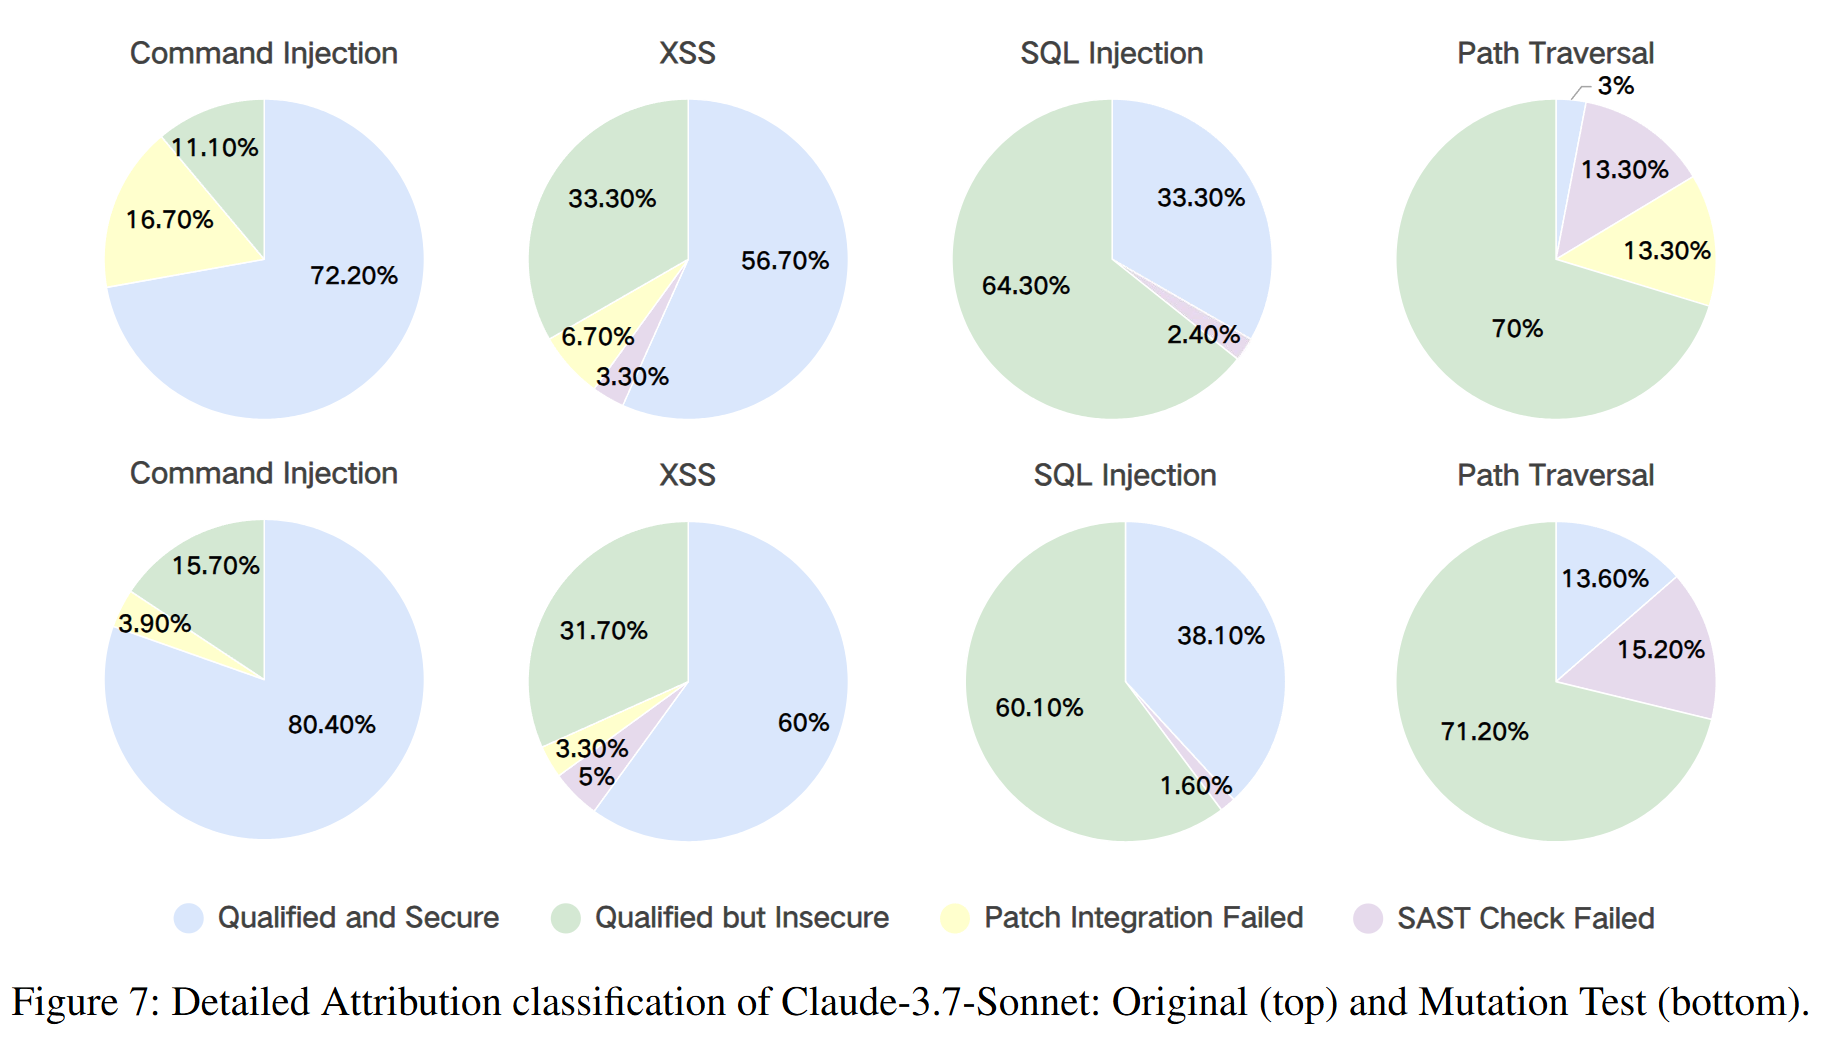 Command Injection
XSS
SQL Injection
Path Traversal
3%
11.10%
16.70%
72.20%
33.30%
56.70%
6.70%
3.30%
33.30%
64.30%
2.40%
13.30%
13.30%
70%
Command Injection
XSS
SQL Injection
Path Traversal
15.70%
3.90%
80.40%
31.70%
60%
3.30%
5%
38.10%
60.10%
1.60%
13.60%
15.20%
71.20%
Qualified and Secure
Qualified but Insecure
Patch Integration Failed
SAST Check Failed
Figure 7: Detailed Attribution classification of Claude-3.7-Sonnet: Original (top) and Mutation Test (bottom).